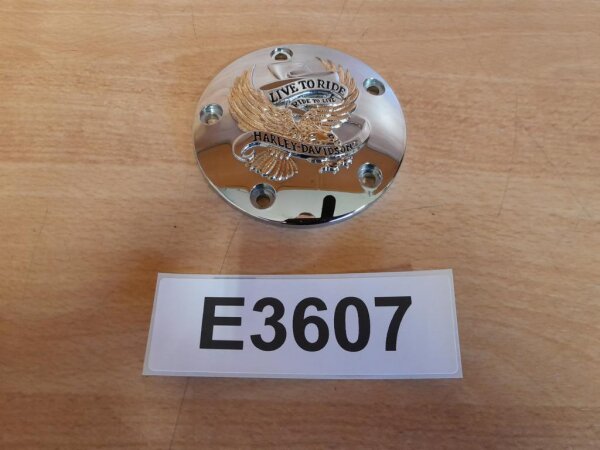 LIVE TO RIDE
RIDE TO LIVE
HARLEY-DAVIDSON
E3607